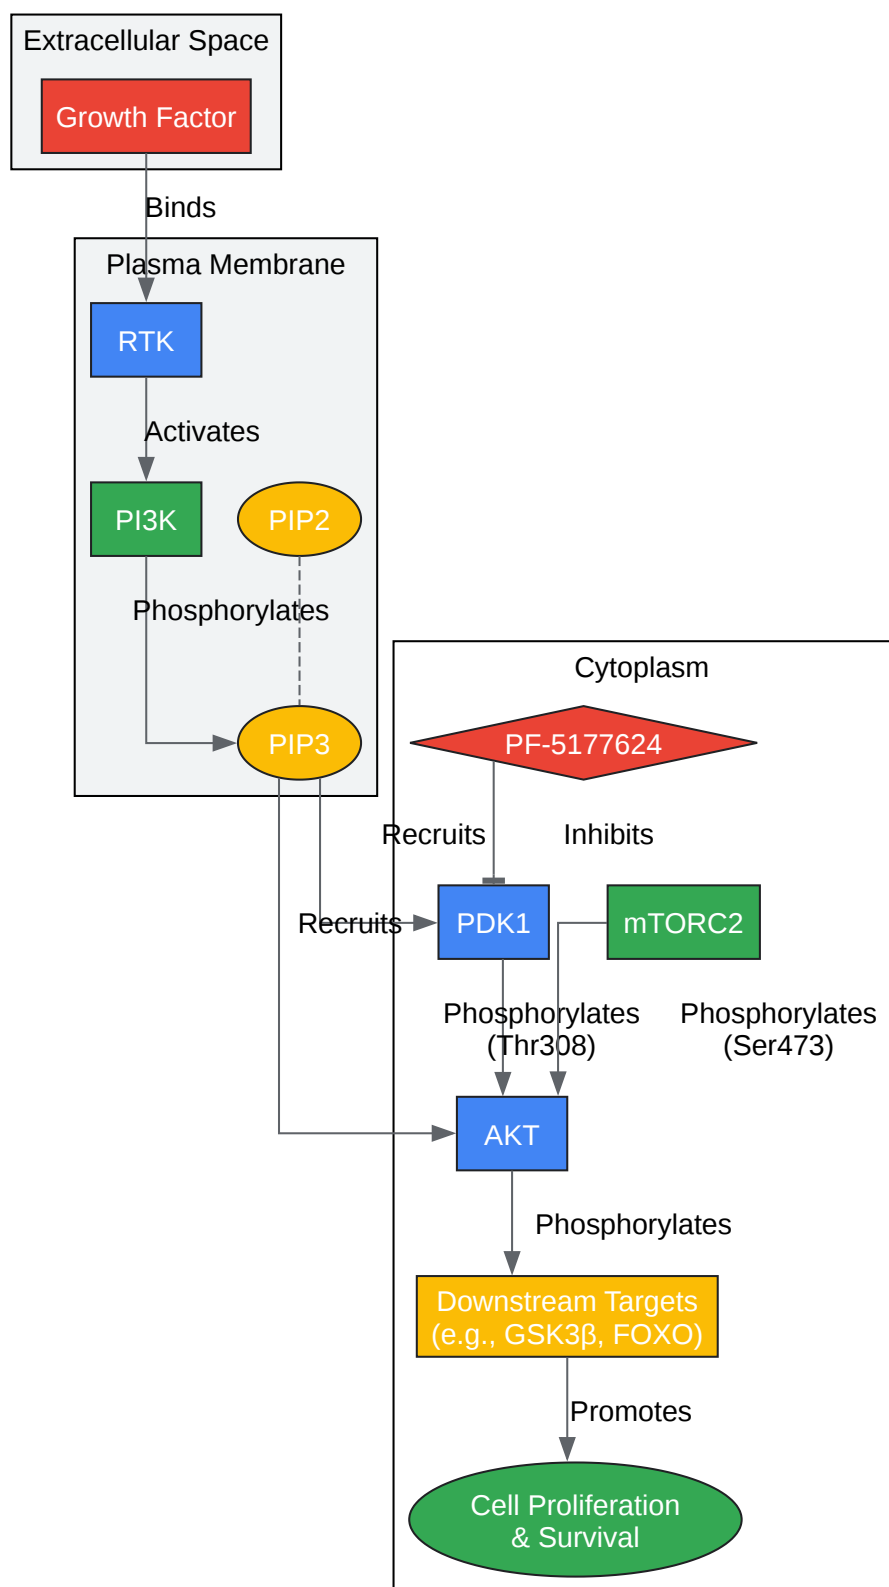 Extracellular Space
Growth Factor
Binds
Plasma Membrane
RTK
Activates
PI3K
PIP2
Phosphorylates
Cytoplasm
PIP3
PF-5177624
Recruits
Inhibits
Recruits
PDK1
mTORC2
Phosphorylates
(Thr308)
Phosphorylates
(Ser473)
AKT
Phosphorylates
Downstream Targets
(e.g., GSK3β, FOXO)
Promotes
Cell Proliferation
& Survival